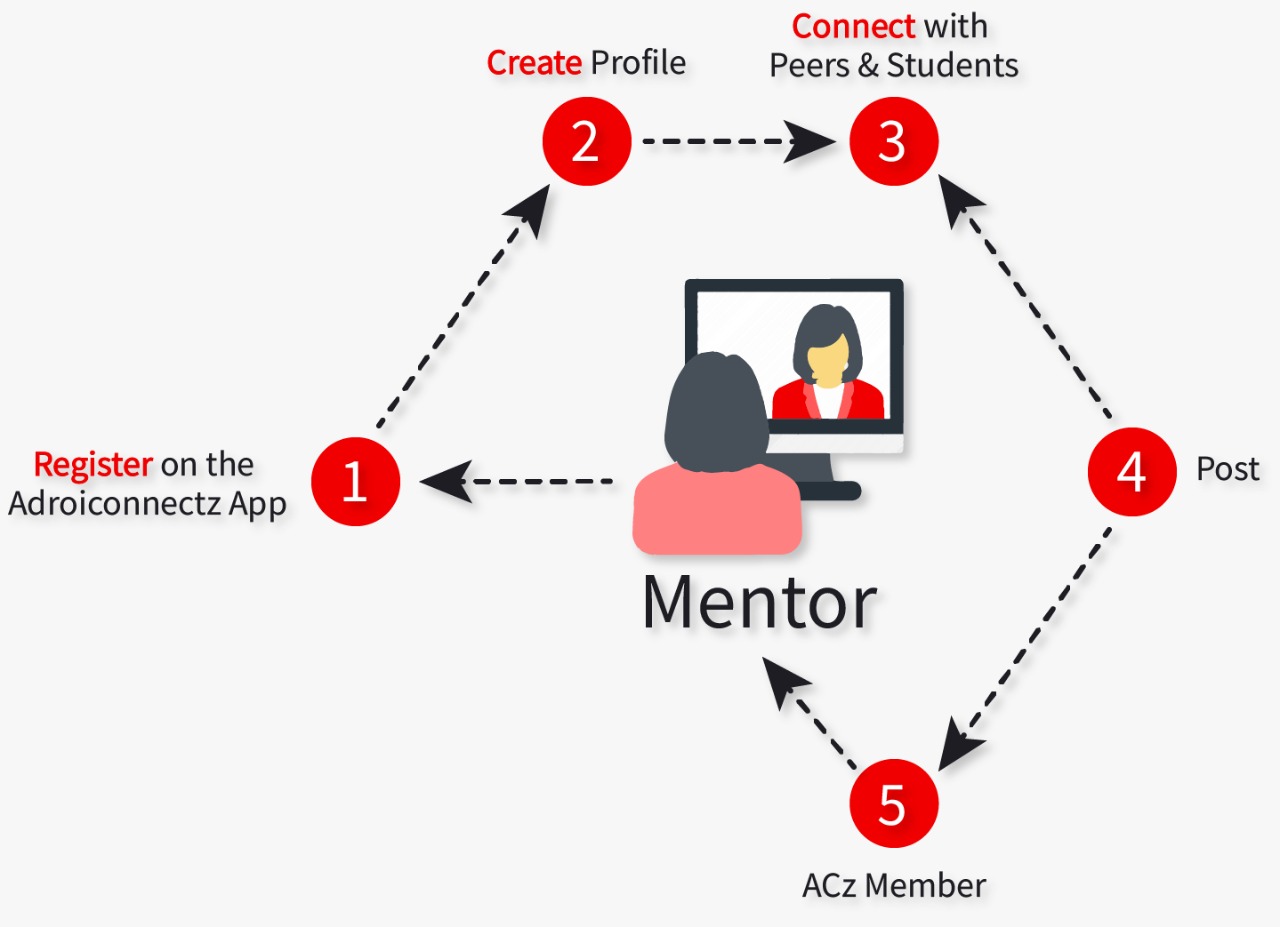 Connect with
Peers & Students
Create Profile
2
3
Register on the
Adroiconnectz App
1
4
Post
Mentor
5
ACz Member